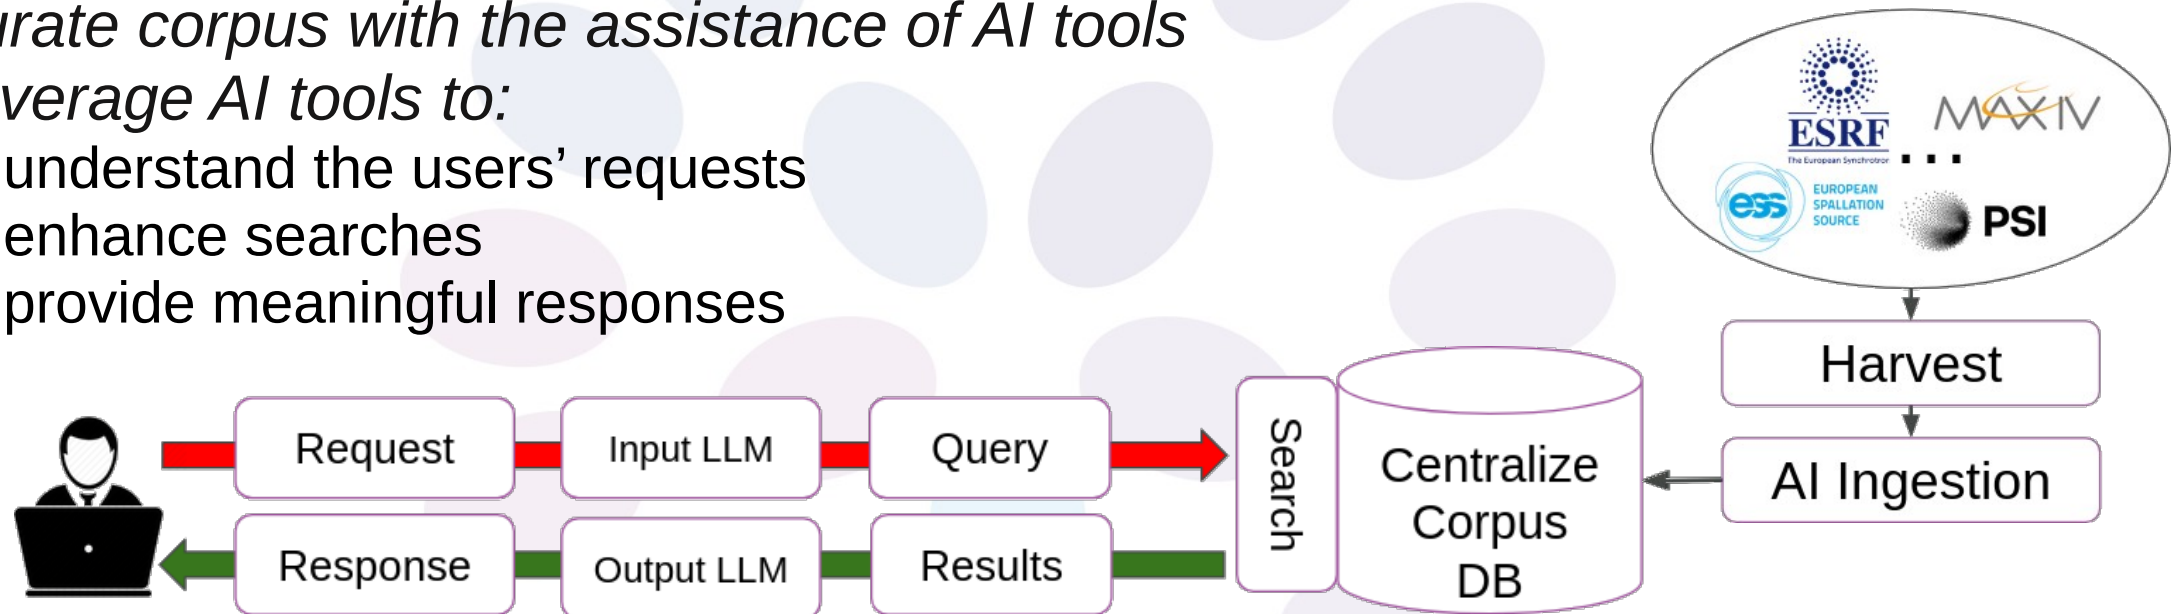 urate corpus with the assistance of AI tools
verage AI tools to:
understand the users’ requests
enhance searches
provide meaningful responses
ESRF
The European Synchrotron
MAX IV
...
ess
EUROPEAN
SPALLATION
SOURCE
PSI
Harvest
AI Ingestion
Request
Input LLM
Query
Search
Centralize
Corpus
DB
Response
Output LLM
Results